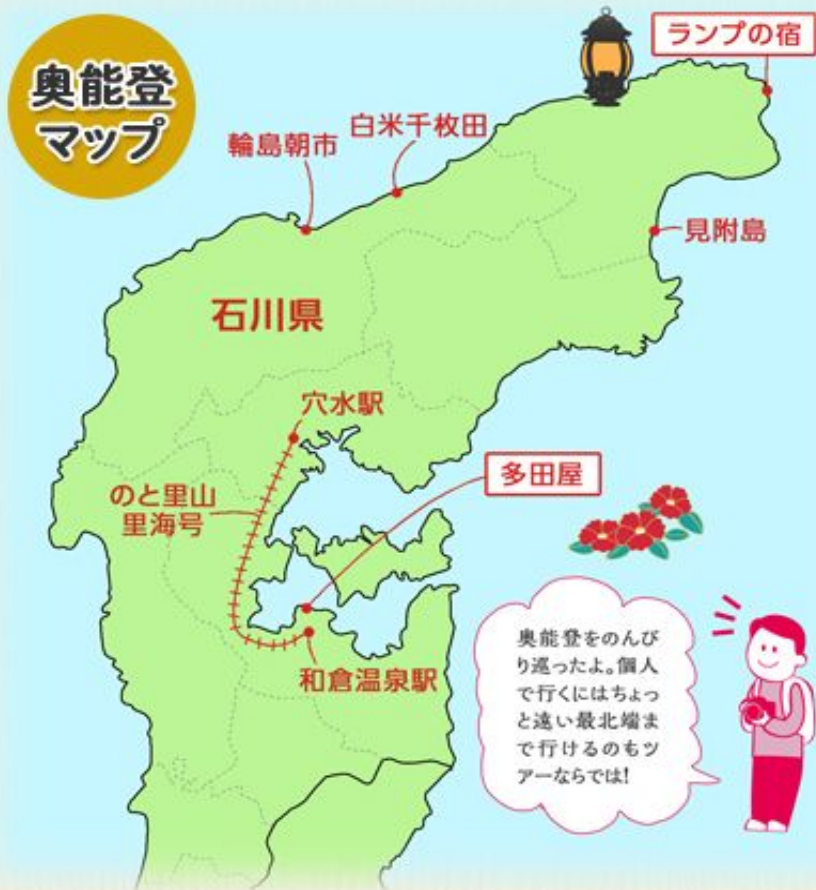 奥能登
マップ
ランプの宿
輪島朝市
白米千枚田
見附島
石川県
穴水駅
多田屋
のと里山
里海号
和倉温泉駅
奥能登をのんび
り巡ったよ。個人
で行くにはちょっ
と遠い最北端ま
で行けるのもツ
アーならでは!